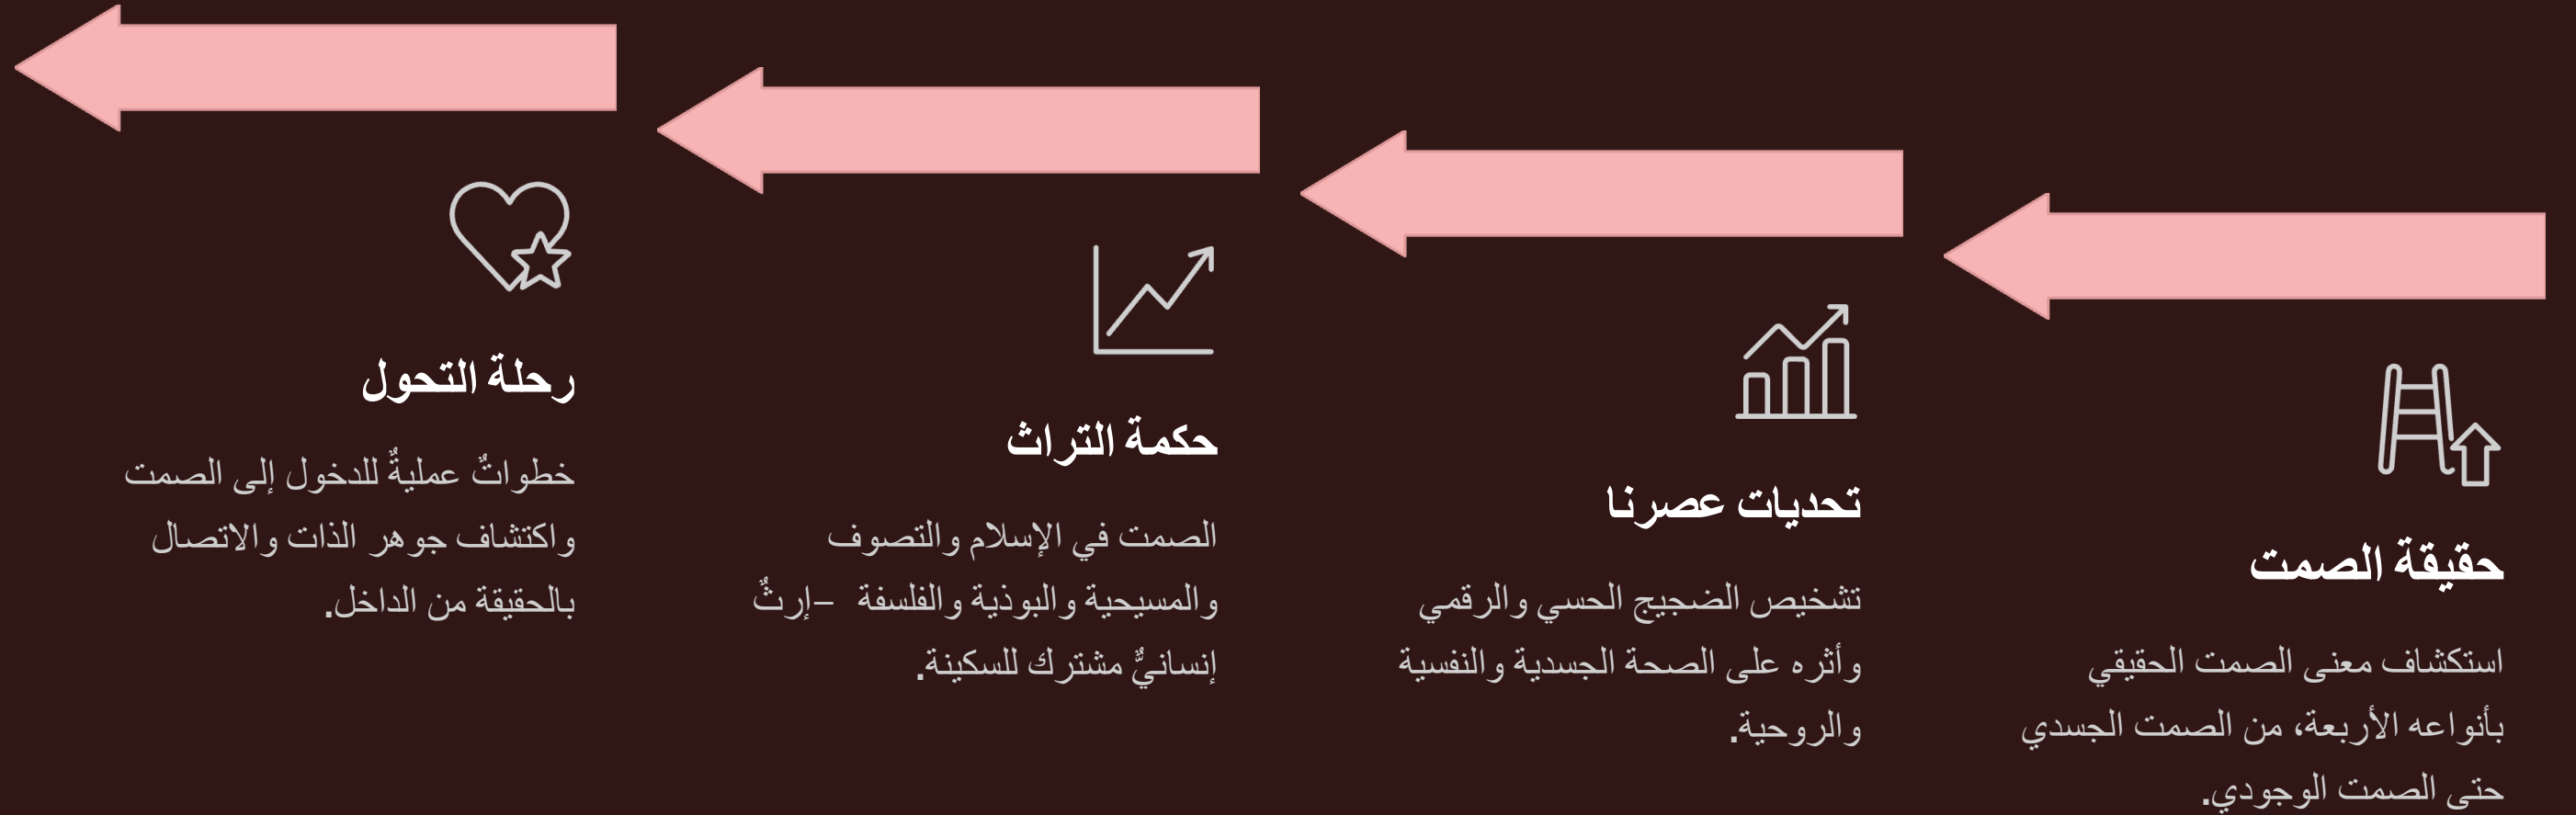 حقيقة الصمت
استكشاف معنى الصمت الحقيقي
بأنواعه الأربعة، من الصمت الجسدي
حتى الصمت الوجودي.
تحديات عصرنا
تشخيص الضجيج الحسي والرقمي
وأثره على الصحة الجسدية والنفسية
والروحية.
حكمة التراث
الصمت في الإسلام والتصوف
والمسيحية والبوذية والفلسفة –إرثٌ
إنسانيٌّ مشترك للسكينة.
رحلة التحول
خطواتٌ عمليةٌ للدخول إلى الصمت
واكتشاف جوهر الذات والاتصال
بالحقيقة من الداخل.